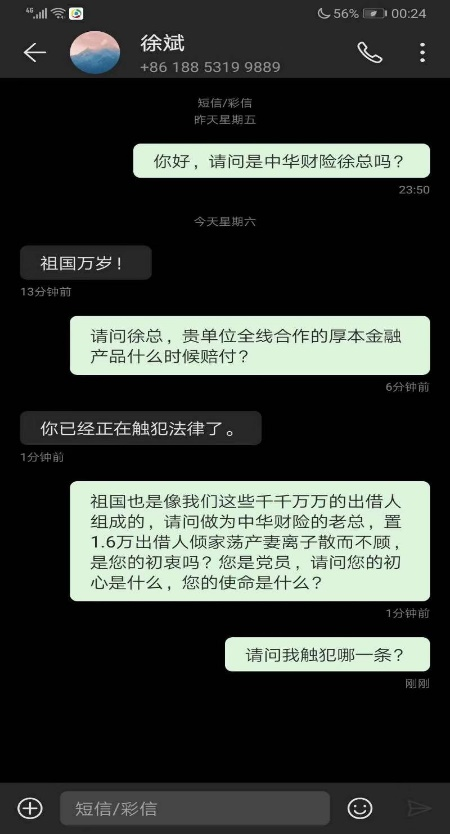 46
56%
00:24
徐斌
+86 188 5319 9889
短信/彩信
昨天星期五
你好，请问是中华财险徐总吗？
23:50
今天星期六
祖国万岁！
13分钟前
请问徐总，贵单位全线合作的厚本金融
产品什么时候赔付？
6分钟前
你已经正在触犯法律了。
1分钟前
祖国也是像我们这些千千万万的出借人
组成的，请问做为中华财险的老总，置
1.6万出借人倾家荡产妻离子散而不顾，
是您的初衷吗？您是党员，请问您的初
心是什么，您的使命是什么？
1分钟前
请问我触犯哪一条？
刚刚
短信/彩信